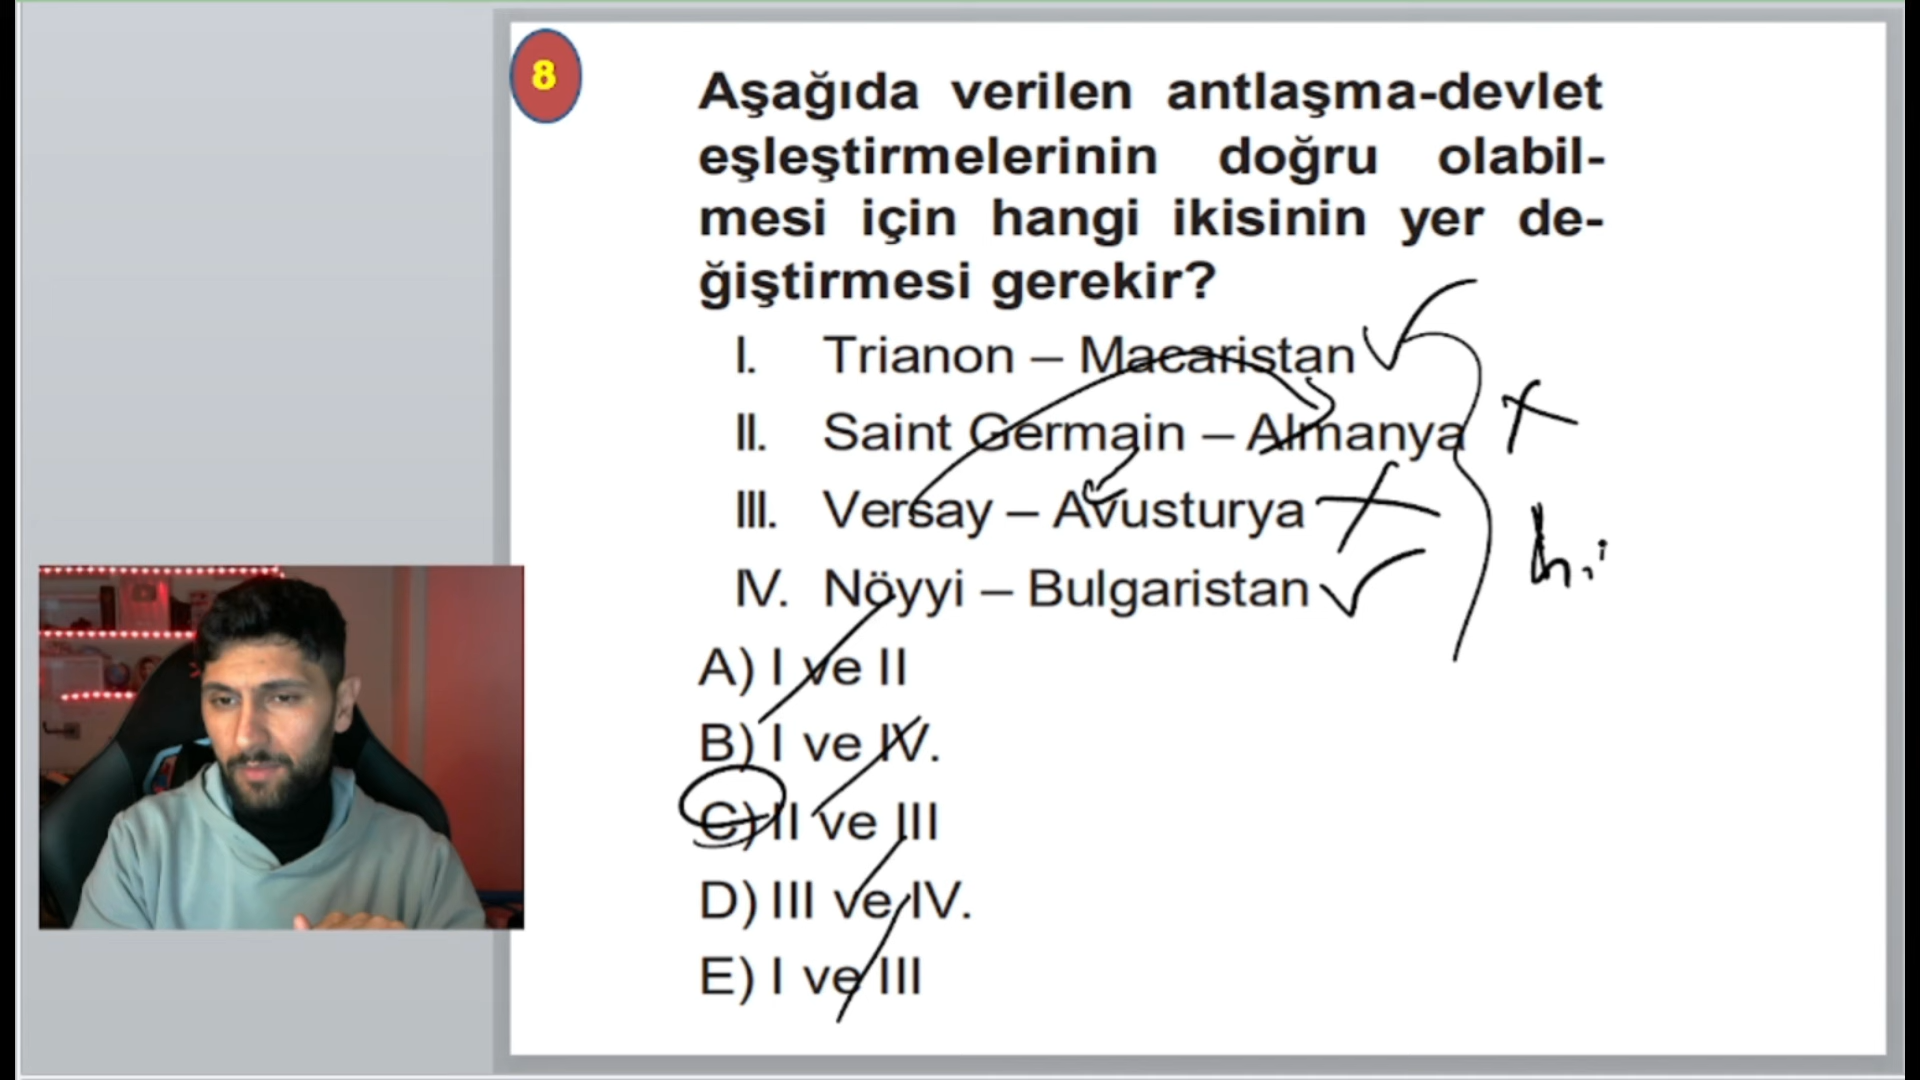 8
Aşağıda verilen antlaşma-devlet
eşleştirmelerinin doğru olabil-
mesi için hangi ikisinin yer de-
ğiştirmesi gerekir?
I. Trianon – Macaristan
II. Saint Germain – Almanya
III. Versay – Avusturya
IV. Nöyyi – Bulgaristan
A) I ve II
B) I ve IV.
C) II ve III
D) III ve IV.
E) I ve III